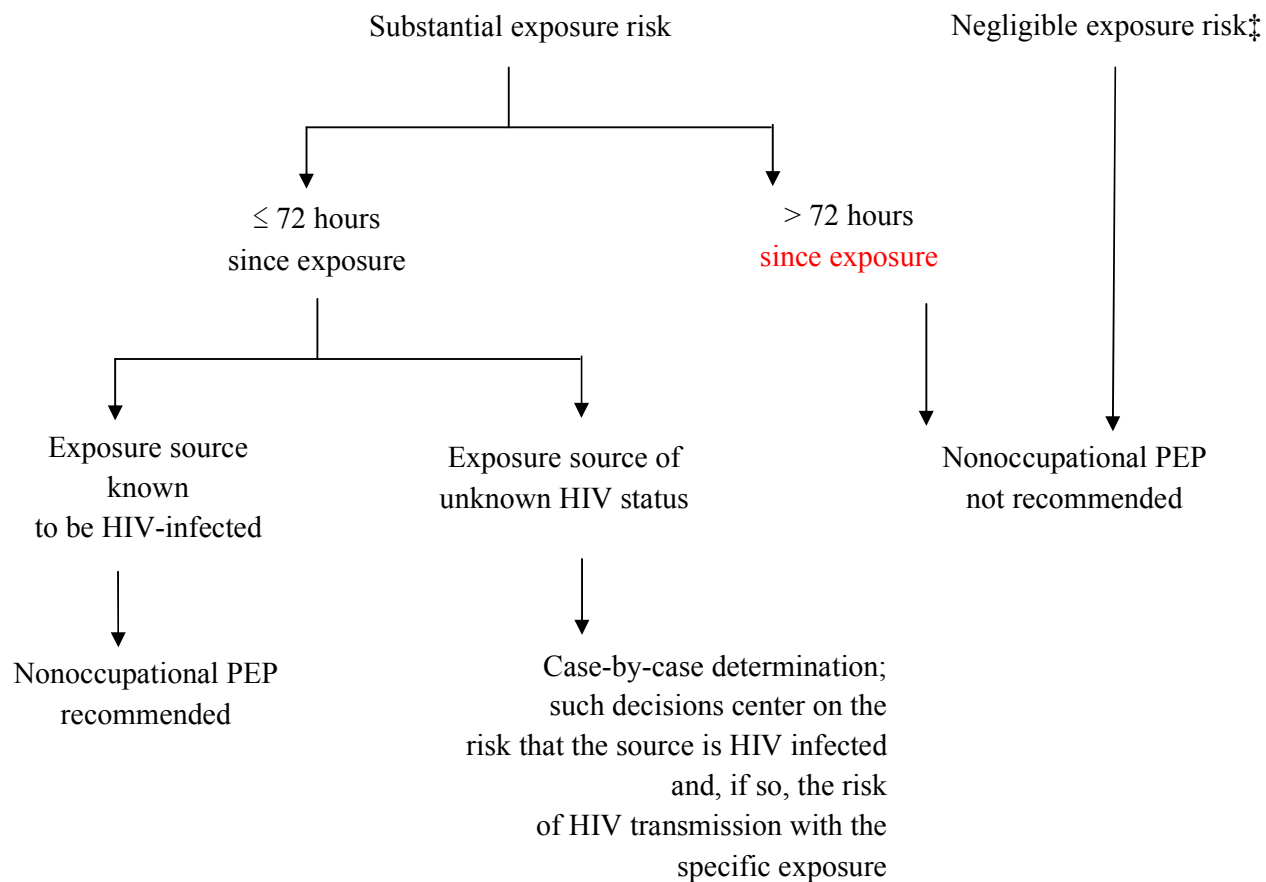 Substantial exposure risk
Negligible exposure risk‡
≤ 72 hours
since exposure
> 72 hours
since exposure
Exposure source
known
to be HIV-infected
Exposure source of
unknown HIV status
Nonoccupational PEP
not recommended
Nonoccupational PEP
recommended
Case-by-case determination;
such decisions center on the
risk that the source is HIV infected
and, if so, the risk
of HIV transmission with the
specific exposure